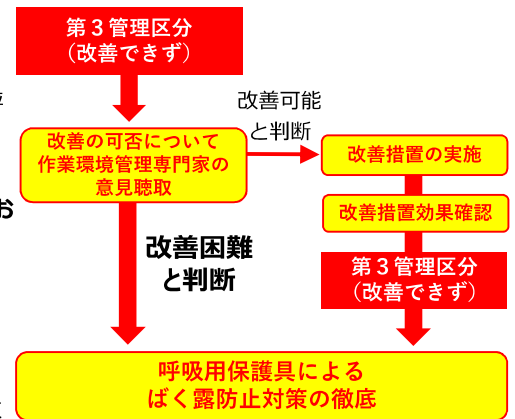 第３管理区分
（改善できず）
改善可能
と判断
改善の可否について
作業環境管理専門家の
意見聴取
改善措置の実施
改善措置効果確認
お
改善困難
と判断
第３管理区分
（改善できず）
呼吸用保護具による
ばく露防止対策の徹底